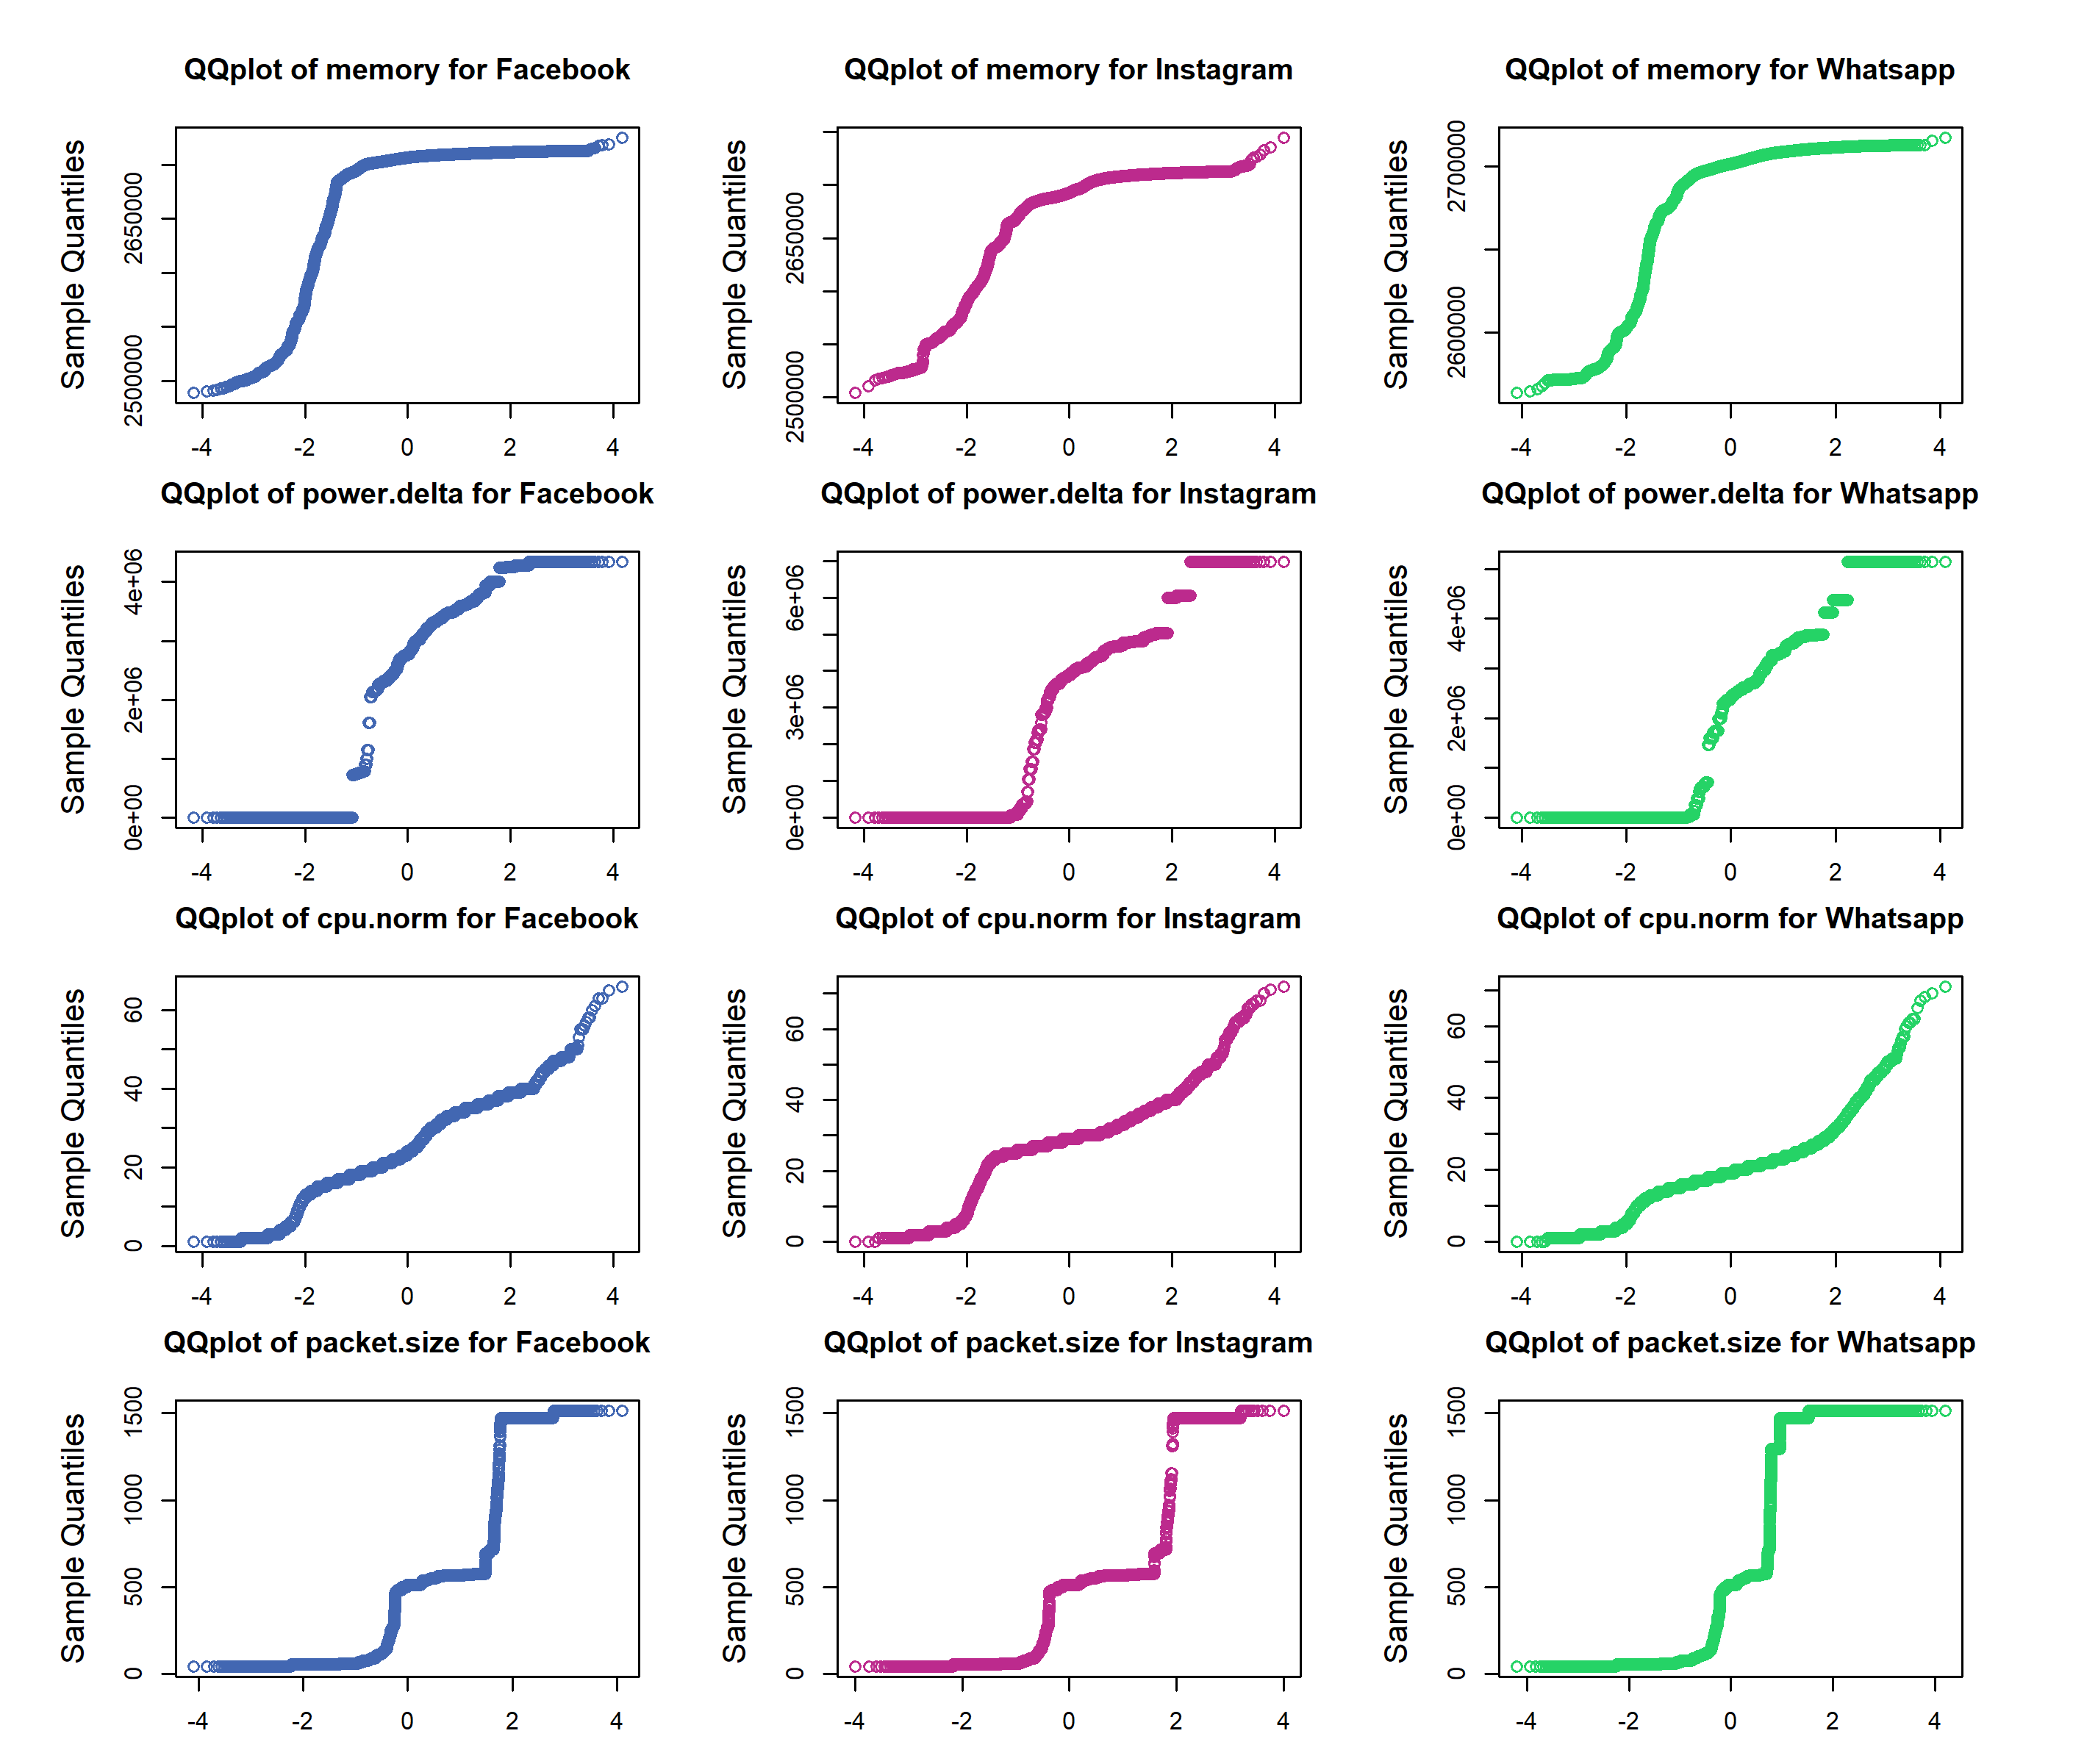 QQplot of memory for Facebook
QQplot of memory for Instagram
QQplot of memory for Whatsapp
Sample Quantiles
2500000 2650000
-4 -2 0 2 4
Sample Quantiles
2500000 2650000
-4 -2 0 2 4
Sample Quantiles
2600000 2700000
-4 -2 0 2 4
QQplot of power.delta for Facebook
QQplot of power.delta for Instagram
QQplot of power.delta for Whatsapp
Sample Quantiles
0e+00 2e+06 4e+06
-4 -2 0 2 4
Sample Quantiles
0e+00 3e+06 6e+06
-4 -2 0 2 4
Sample Quantiles
0e+00 2e+06 4e+06
-4 -2 0 2 4
QQplot of cpu.norm for Facebook
QQplot of cpu.norm for Instagram
QQplot of cpu.norm for Whatsapp
Sample Quantiles
0 20 40 60
-4 -2 0 2 4
Sample Quantiles
0 20 40 60
-4 -2 0 2 4
Sample Quantiles
0 20 40 60
-4 -2 0 2 4
QQplot of packet.size for Facebook
QQplot of packet.size for Instagram
QQplot of packet.size for Whatsapp
Sample Quantiles
0 500 1000 1500
-4 -2 0 2 4
Sample Quantiles
0 500 1000 1500
-4 -2 0 2 4
Sample Quantiles
0 500 1000 1500
-4 -2 0 2 4